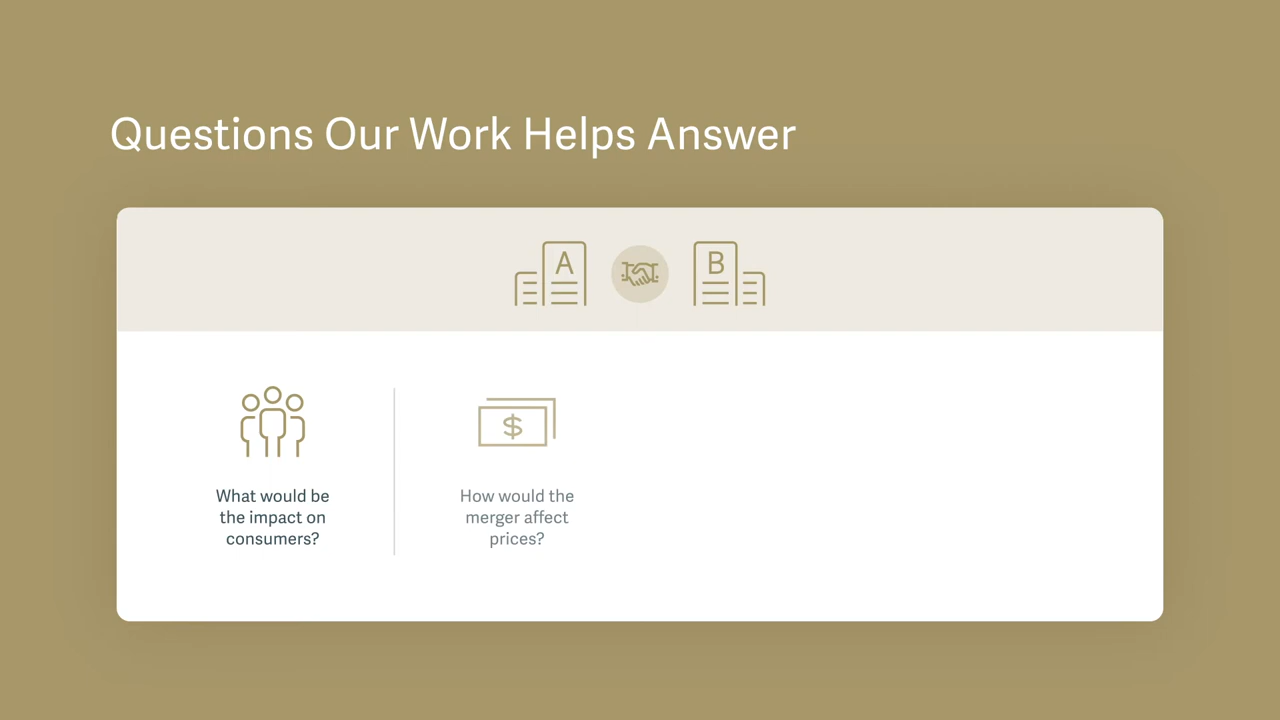 Questions Our Work Helps Answer
A
B
What would be
the impact on
consumers?
$
How would the
merger affect
prices?